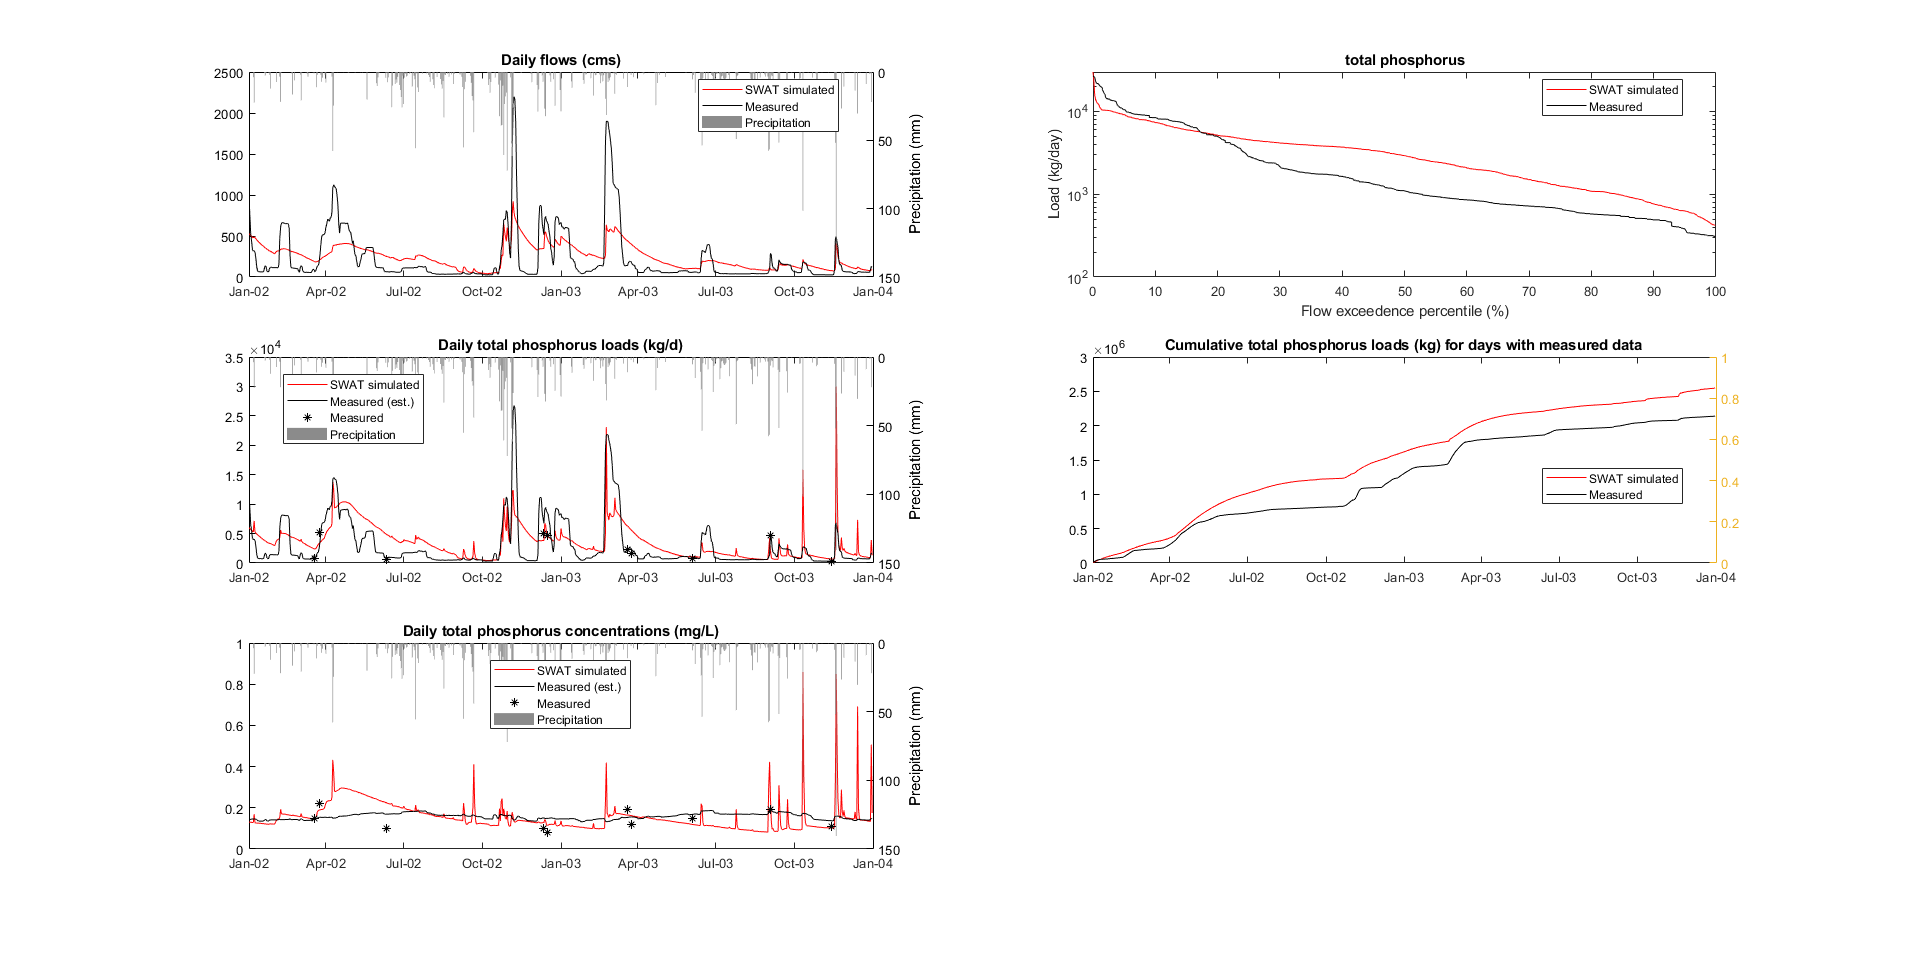 Daily flows (cms)
2500
2000
1500
1000
500
0
0
50
100
150
Precipitation (mm)
SWAT simulated
Measured
Precipitation
Jan-02 Apr-02 Jul-02 Oct-02 Jan-03 Apr-03 Jul-03 Oct-03 Jan-04
total phosphorus
Load (kg/day)
10^4
10^3
10^2
SWAT simulated
Measured
0 10 20 30 40 50 60 70 80 90 100
Flow exceedence percentile (%)
Daily total phosphorus loads (kg/d)
×10^4
3.5
3
2.5
2
1.5
1
0.5
0
0
50
100
150
Precipitation (mm)
SWAT simulated
Measured (est.)
Measured
Precipitation
Jan-02 Apr-02 Jul-02 Oct-02 Jan-03 Apr-03 Jul-03 Oct-03 Jan-04
Cumulative total phosphorus loads (kg) for days with measured data
×10^6
3
2.5
2
1.5
1
0.5
0
1
0.8
0.6
0.4
0.2
0
SWAT simulated
Measured
Jan-02 Apr-02 Jul-02 Oct-02 Jan-03 Apr-03 Jul-03 Oct-03 Jan-04
Daily total phosphorus concentrations (mg/L)
1
0.8
0.6
0.4
0.2
0
0
50
100
150
Precipitation (mm)
SWAT simulated
Measured (est.)
Measured
Precipitation
Jan-02 Apr-02 Jul-02 Oct-02 Jan-03 Apr-03 Jul-03 Oct-03 Jan-04